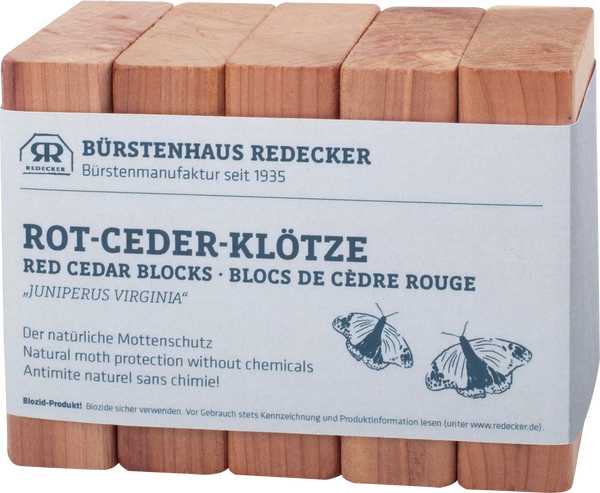 RR
REDECKER
BÜRSTENHAUS REDECKER
Bürstenmanufaktur seit 1935
ROT-CEDER-KLÖTZE
RED CEDAR BLOCKS · BLOCS DE CÈDRE ROUGE
„JUNIPERUS VIRGINIA“
Der natürliche Mottenschutz
Natural moth protection without chemicals
Antimite naturel sans chimie!
Biozid-Produkt! Biozide sicher verwenden. Vor Gebrauch stets Kennzeichnung und Produktinformation lesen (unter www.redecker.de).